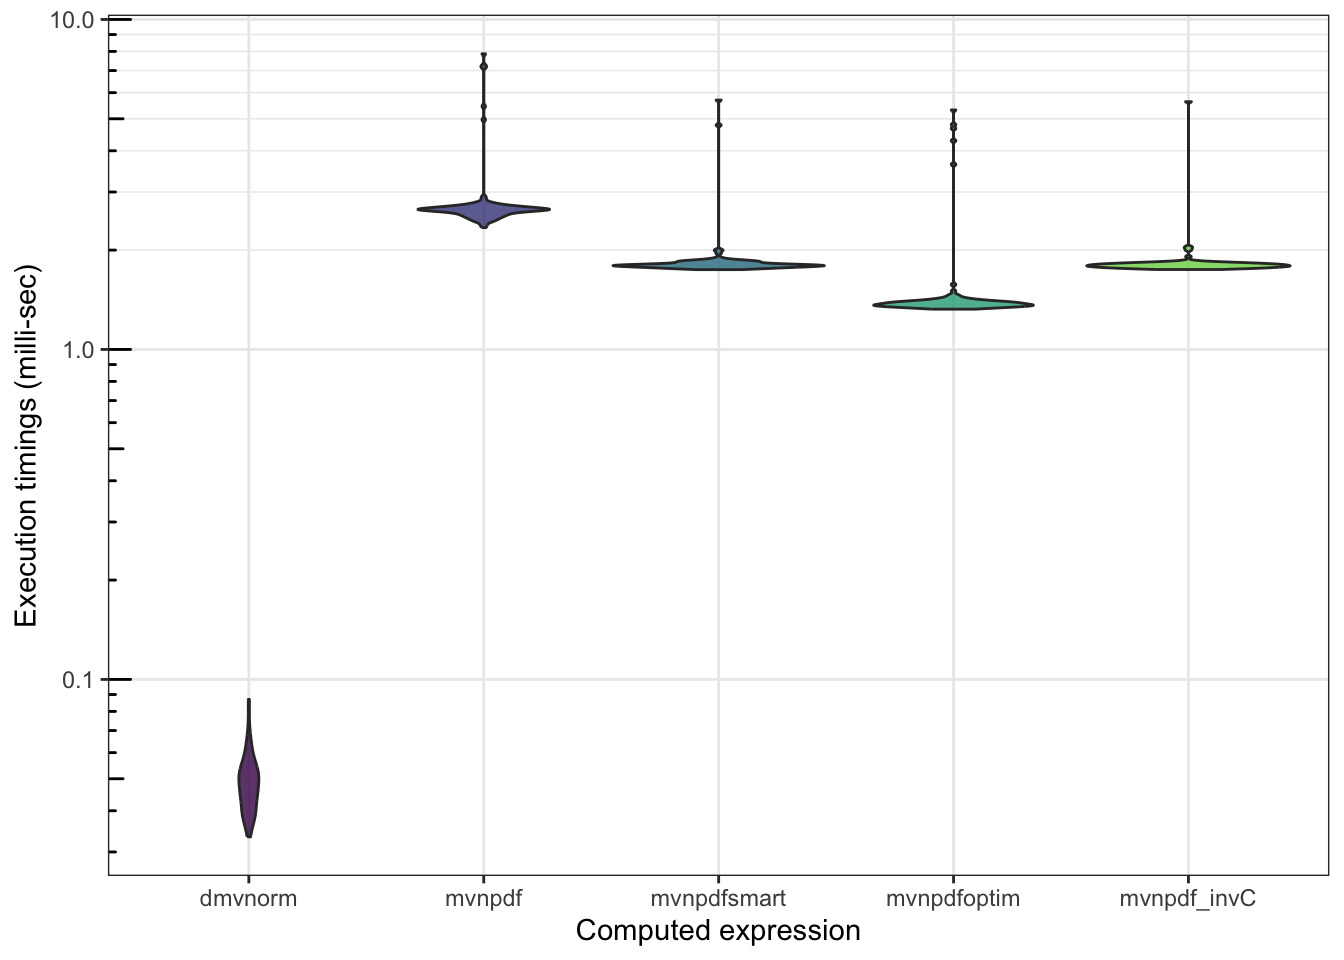 10.0
1.0
0.1
Execution timings (milli-sec)
dmvnorm
mvnpdf
mvnpdfsmart
mvnpdfoptim
mvnpdf_invC
Computed expression